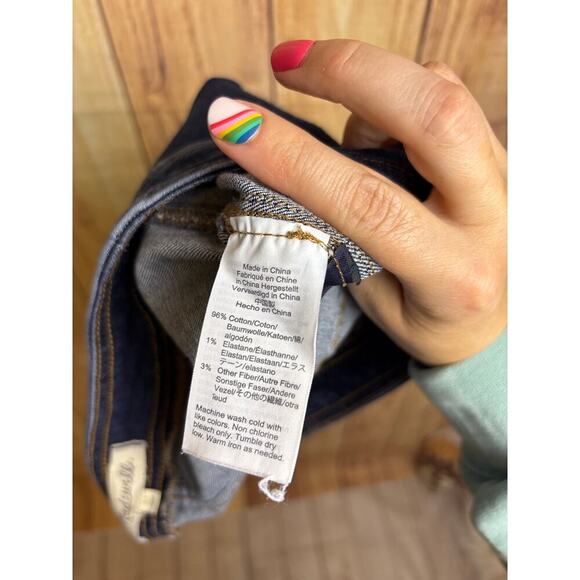 Made in China
Fabriqué en Chine
in China Hergestellt
Vervaardigd in China
中国製
Hecho en China
96% Cotton/Coton/
Baumwolle/Katoen/綿/
algodón
1% Elastane/Élasthanne/
Elastan/Elastaan/エラス
テーン/elastano
3% Other Fiber/Autre Fibre/
Sonstige Faser/Andere
Vezel/その他の繊維/otra
Teud
Machine wash cold with
like colors. Non chlorine
bleach only. Tumble dry
low. Warm iron as needed.